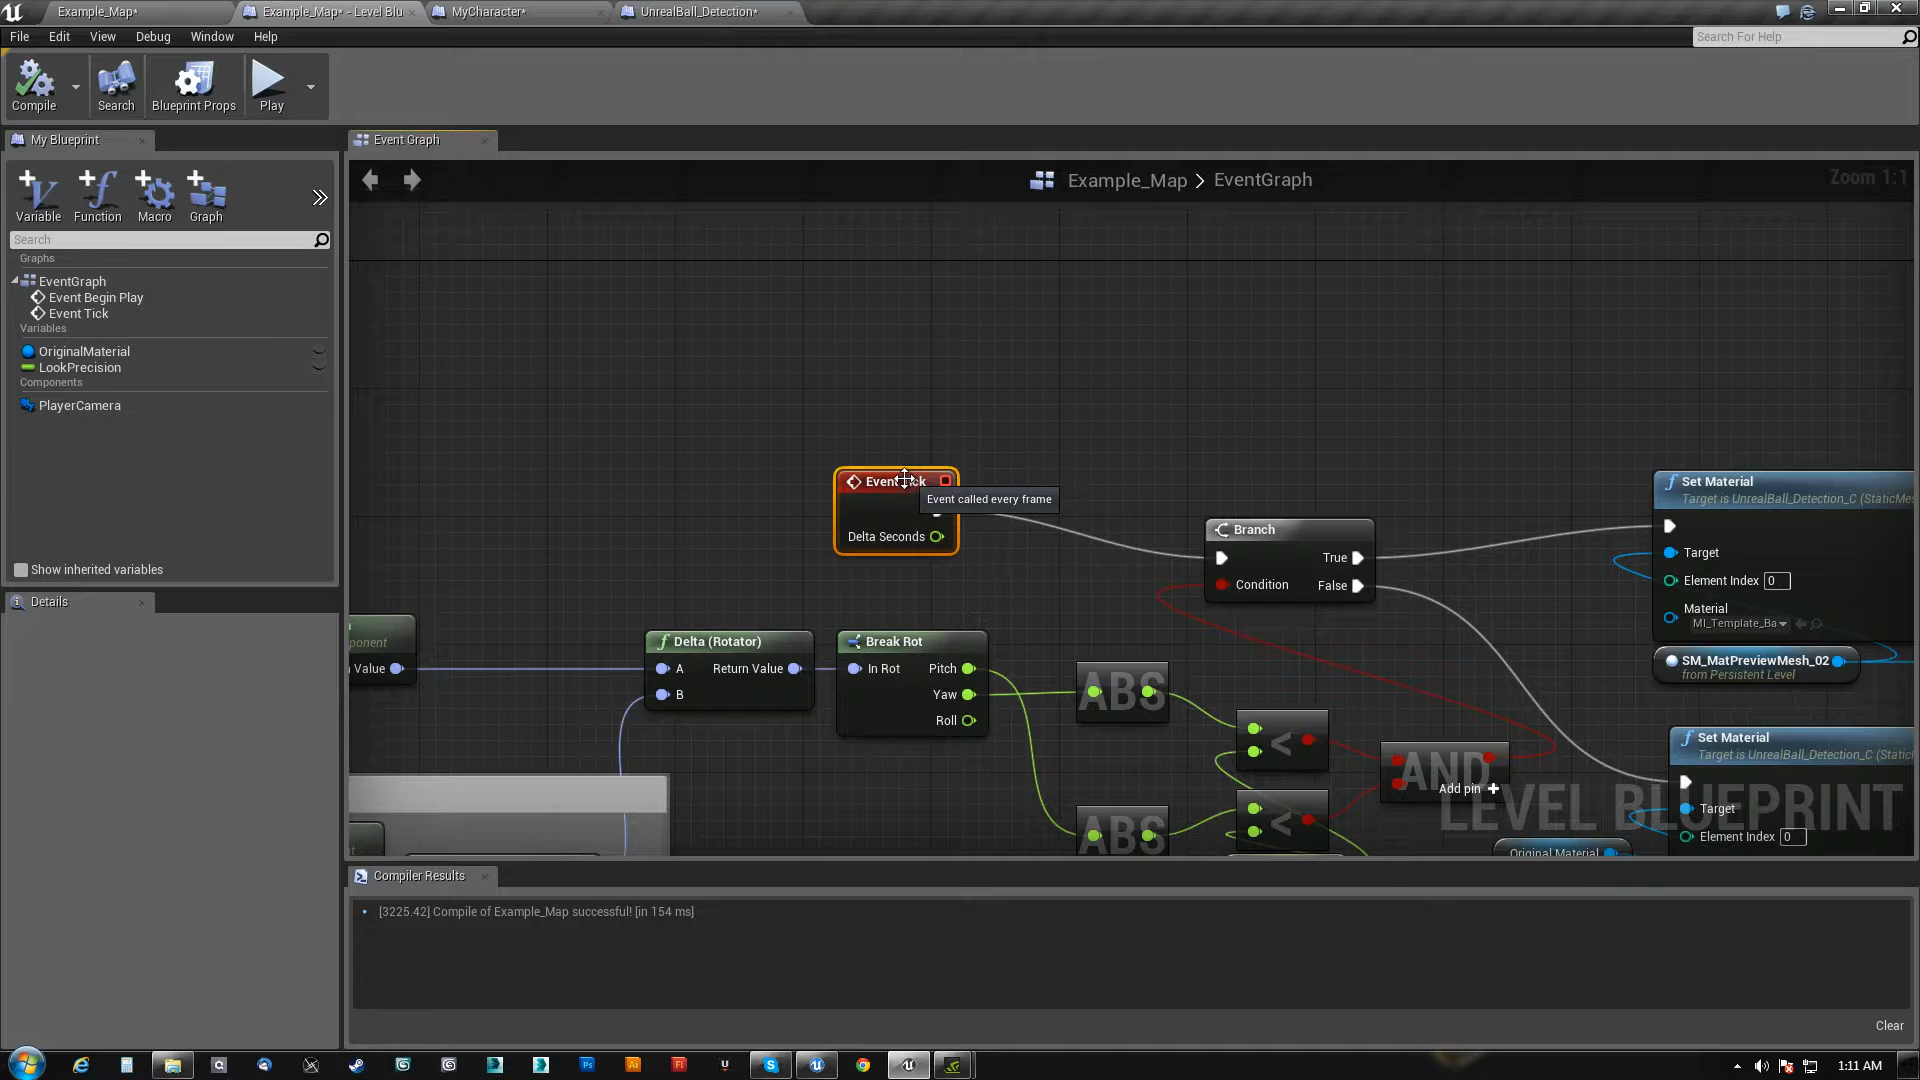 Example_Map*
Example_Map* - Level Blu
MyCharacter*
UnrealBall_Detection*
File
Edit
View
Debug
Window
Help
Search For Help
Compile
Search
Blueprint Props
Play
My Blueprint
Event Graph
Variable
Function
Macro
Graph
Search
Graphs
EventGraph
Event Begin Play
Event Tick
Variables
OriginalMaterial
LookPrecision
Components
PlayerCamera
Show inherited variables
Details
Example_Map > EventGraph
Zoom 1:1
Event called every frame
Delta Seconds
Branch
True
Condition
False
Set Material
Target is UnrealBall_Detection_C (StaticMes
Target
Element Index 0
Material
MI_Template_Ba
SM_MatPreviewMesh_02
from Persistent Level
ponent
Value
Delta (Rotator)
A
Return Value
B
Break Rot
In Rot
Pitch
Yaw
Roll
ABS
<
ABS
<
AND
Add pin +
Set Material
Target is UnrealBall_Detection_C (Static
Target
Element Index 0
Original Material
LEVEL BLUEPRINT
Compiler Results
[3225.42] Compile of Example_Map successful! [in 154 ms]
Clear
Ps
Ai
Fl
1:11 AM